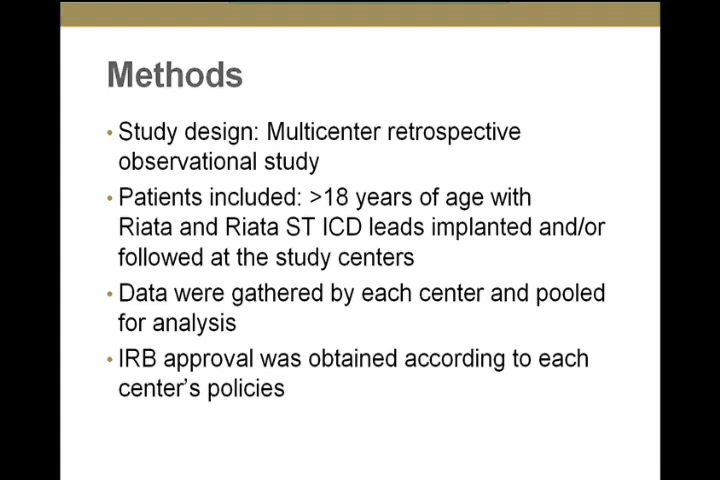 Methods
• Study design: Multicenter retrospective
observational study
• Patients included: >18 years of age with
Riata and Riata ST ICD leads implanted and/or
followed at the study centers
• Data were gathered by each center and pooled
for analysis
• IRB approval was obtained according to each
center's policies